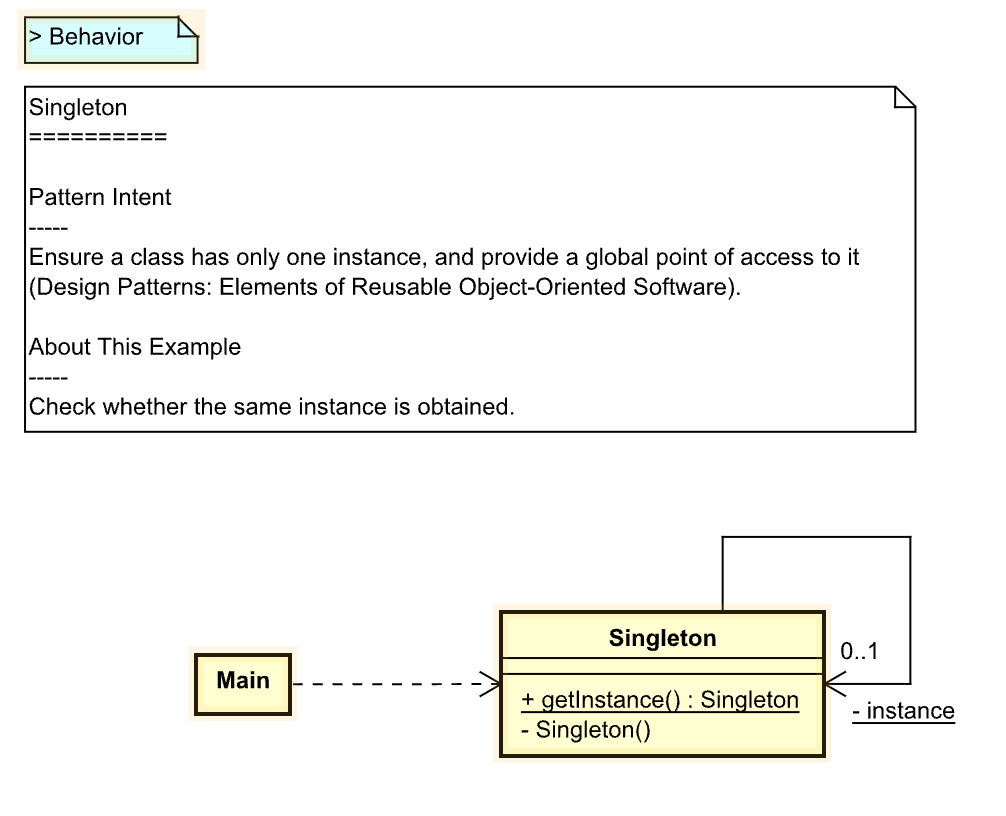 > Behavior
Singleton
==========
Pattern Intent
-----
Ensure a class has only one instance, and provide a global point of access to it
(Design Patterns: Elements of Reusable Object-Oriented Software).
About This Example
-----
Check whether the same instance is obtained.
Singleton
0..1
Main
+ getInstance() : Singleton
- instance
- Singleton()